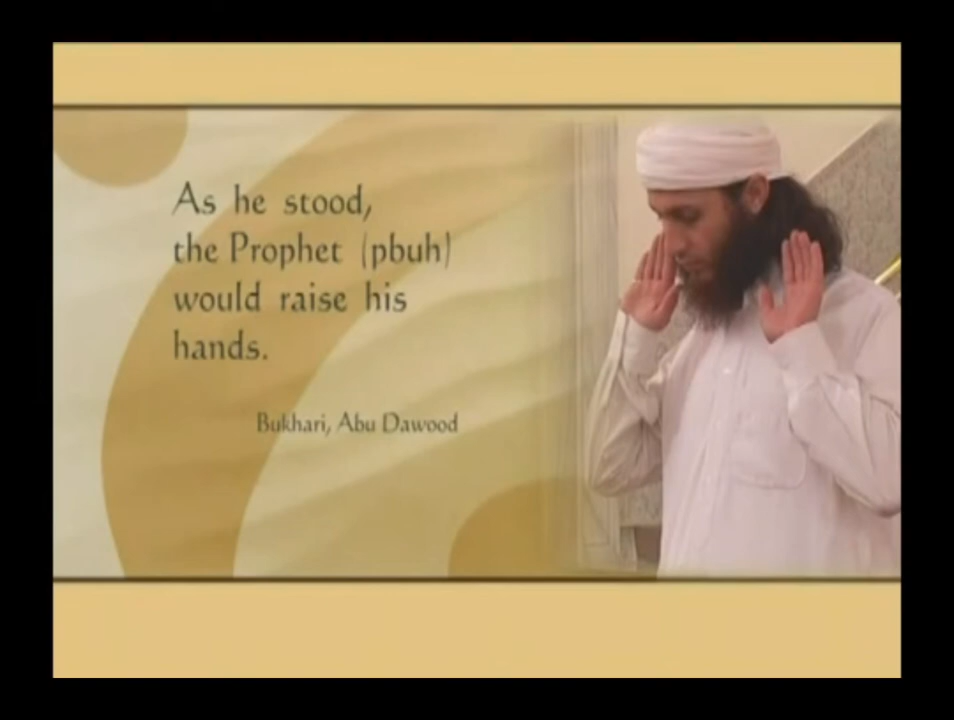 As he stood,
the Prophet (pbuh)
would raise his
hands.
Bukhari, Abu Dawood